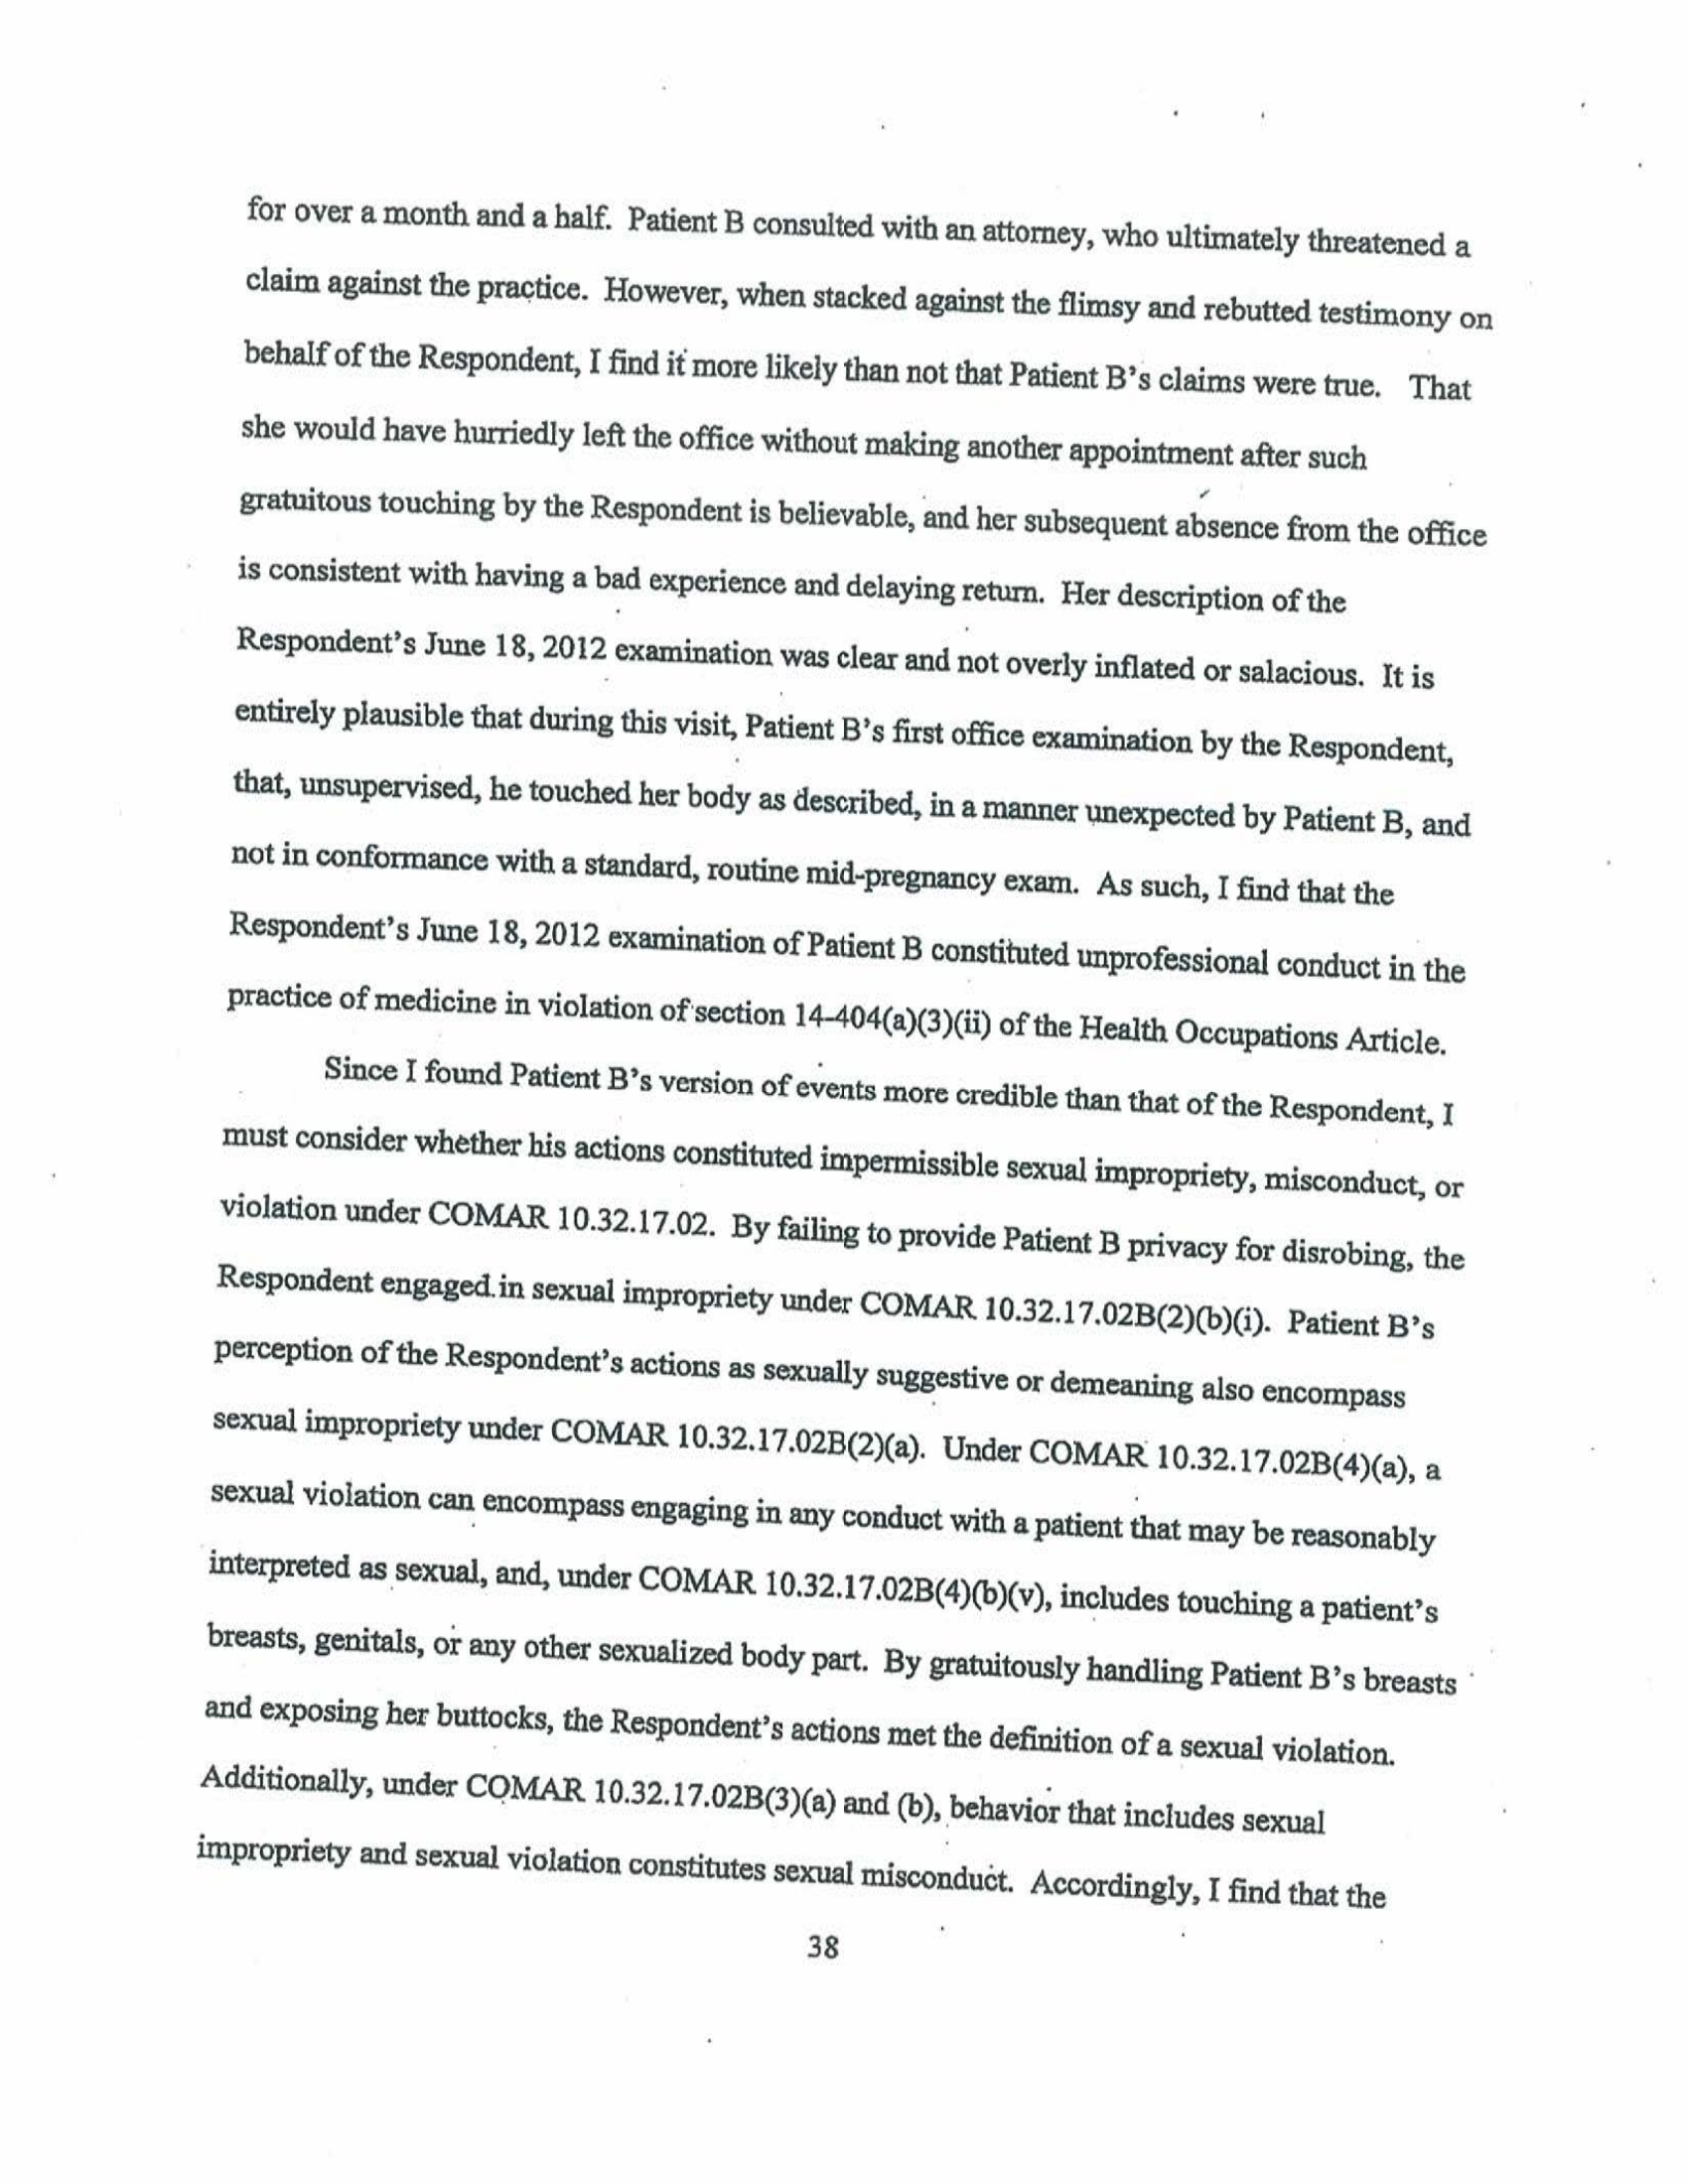 for over a month and a half.  Patient B consulted with an attorney, who ultimately threatened a
claim against the practice.  However, when stacked against the flimsy and rebutted testimony on
behalf of the Respondent, I find it more likely than not that Patient B's claims were true.   That
she would have hurriedly left the office without making another appointment after such
gratuitous touching by the Respondent is believable, and her subsequent absence from the office
is consistent with having a bad experience and delaying return.  Her description of the
Respondent's June 18, 2012 examination was clear and not overly inflated or salacious.  It is
entirely plausible that during this visit, Patient B's first office examination by the Respondent,
that, unsupervised, he touched her body as described, in a manner unexpected by Patient B, and
not in conformance with a standard, routine mid-pregnancy exam.  As such, I find that the
Respondent's June 18, 2012 examination of Patient B constituted unprofessional conduct in the
practice of medicine in violation of section 14-404(a)(3)(ii) of the Health Occupations Article.
Since I found Patient B's version of events more credible than that of the Respondent, I
must consider whether his actions constituted impermissible sexual impropriety, misconduct, or
violation under COMAR 10.32.17.02.  By failing to provide Patient B privacy for disrobing, the
Respondent engaged in sexual impropriety under COMAR 10.32.17.02B(2)(b)(i).  Patient B's
perception of the Respondent's actions as sexually suggestive or demeaning also encompass
sexual impropriety under COMAR 10.32.17.02B(2)(a).  Under COMAR 10.32.17.02B(4)(a), a
sexual violation can encompass engaging in any conduct with a patient that may be reasonably
interpreted as sexual, and, under COMAR 10.32.17.02B(4)(b)(v), includes touching a patient's
breasts, genitals, or any other sexualized body part.  By gratuitously handling Patient B's breasts
and exposing her buttocks, the Respondent's actions met the definition of a sexual violation.
Additionally, under COMAR 10.32.17.02B(3)(a) and (b), behavior that includes sexual
impropriety and sexual violation constitutes sexual misconduct.  Accordingly, I find that the
38